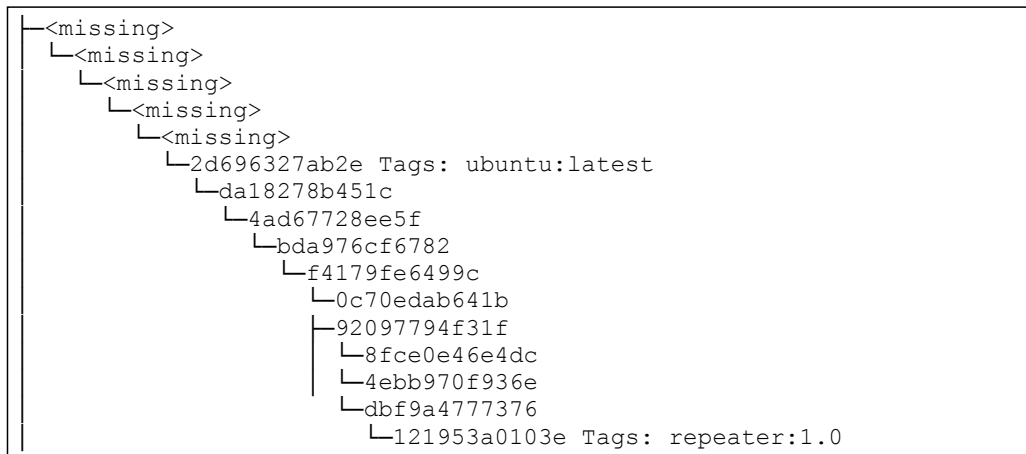 ├─<missing>
│ └─<missing>
│   └─<missing>
│     └─<missing>
│       └─<missing>
│         └─2d696327ab2e Tags: ubuntu:latest
│           └─da18278b451c
│             └─4ad67728ee5f
│               └─bda976cf6782
│                 └─f4179fe6499c
│                   └─0c70edab641b
│                   ├─92097794f31f
│                   │ └─8fce0e46e4dc
│                   │ └─4ebb970f936e
│                     └─dbf9a4777376
│                       └─121953a0103e Tags: repeater:1.0